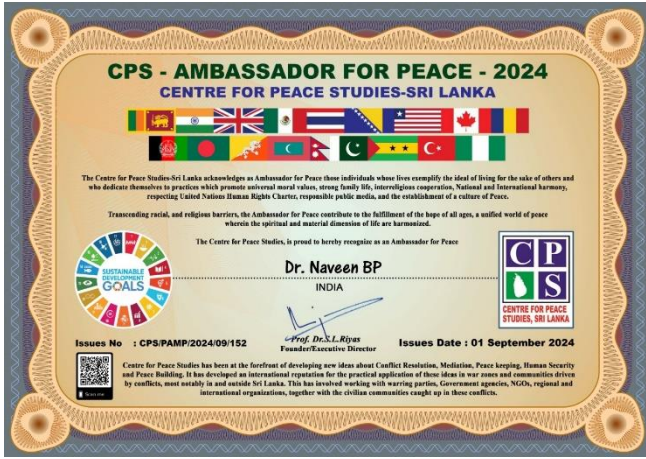 CPS - AMBASSADOR FOR PEACE - 2024
CENTRE FOR PEACE STUDIES-SRI LANKA
The Centre for Peace Studies-Sri Lanka acknowledges as Ambassador for Peace those individuals whose lives exemplify the ideal of living for the sake of others and
who dedicate themselves to practices which promote universal moral values, strong family life, interreligious cooperation, National and International harmony,
respecting United Nations Human Rights Charter, responsible public media, and the establishment of a culture of Peace.
Transcending racial, and religious barriers, the Ambassador for Peace contribute to the fulfillment of the hope of all ages, a unified world of peace
wherein the spiritual and material dimension of life are harmonized.
The Centre for Peace Studies, is proud to hereby recognize as an Ambassador for Peace
Dr. Naveen BP
INDIA
SUSTAINABLE
DEVELOPMENT
GOALS
CPS
CENTRE FOR PEACE
STUDIES, SRI LANKA
Prof. Dr.S.L.Riyas
Founder/Executive Director
Issues No : CPS/PAMP/2024/09/152
Issues Date : 01 September 2024
Centre for Peace Studies has been at the forefront of developing new ideas about Conflict Resolution, Mediation, Peace keeping, Human Security
and Peace Building. It has developed an international reputation for the practical application of these ideas in war zones and communities driven
by conflicts, most notably in and outside Sri Lanka. This has involved working with warring parties, Government agencies, NGOs, regional and
international organizations, together with the civilian communities caught up in these conflicts.